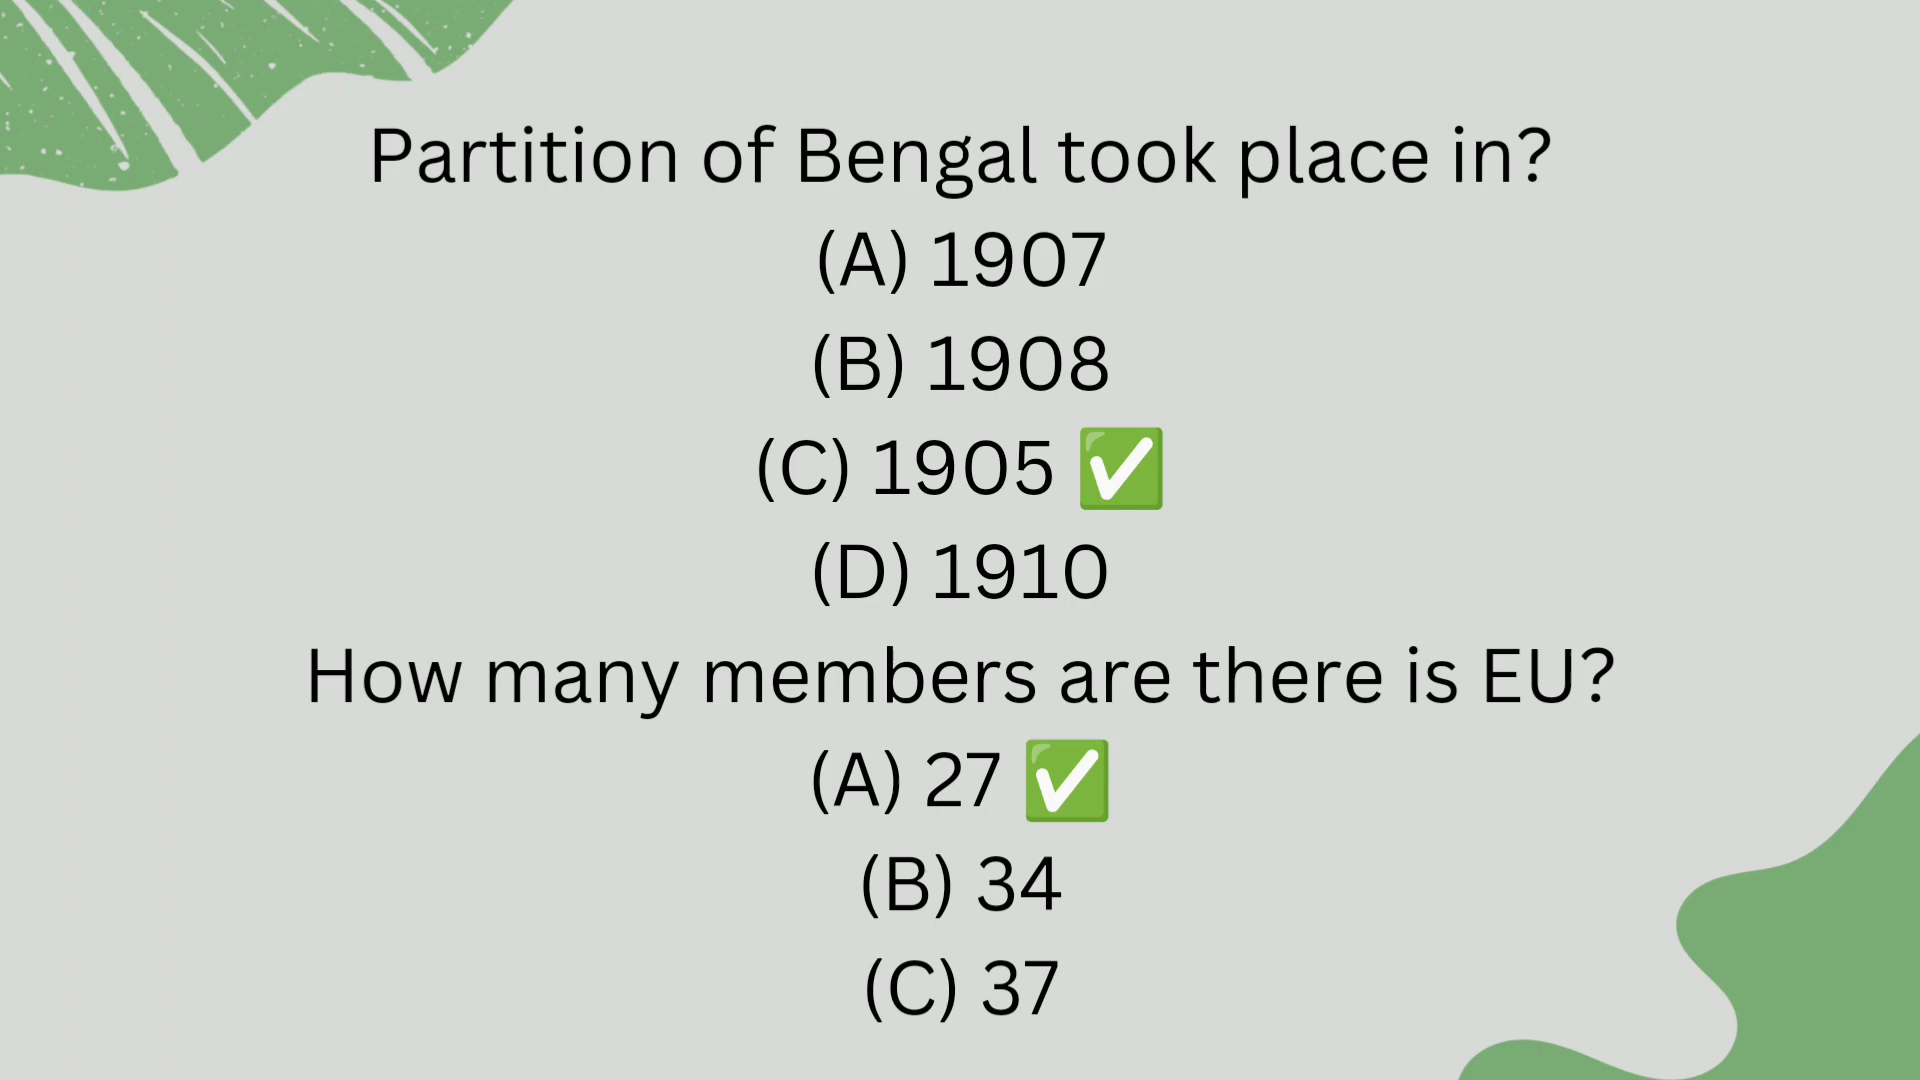 Partition of Bengal took place in?
(A) 1907
(B) 1908
(C) 1905 ✅
(D) 1910
How many members are there is EU?
(A) 27 ✅
(B) 34
(C) 37